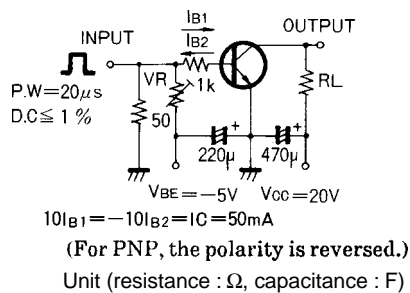 IB1
OUTPUT
INPUT
IB2
P.W=20μs
D.C≦1%
VR
1k
RL
50
+
+
220μ
470μ
VBE=−5V
VCC=20V
10IB1=−10IB2=IC=50mA
(For PNP, the polarity is reversed.)
Unit (resistance : Ω, capacitance : F)